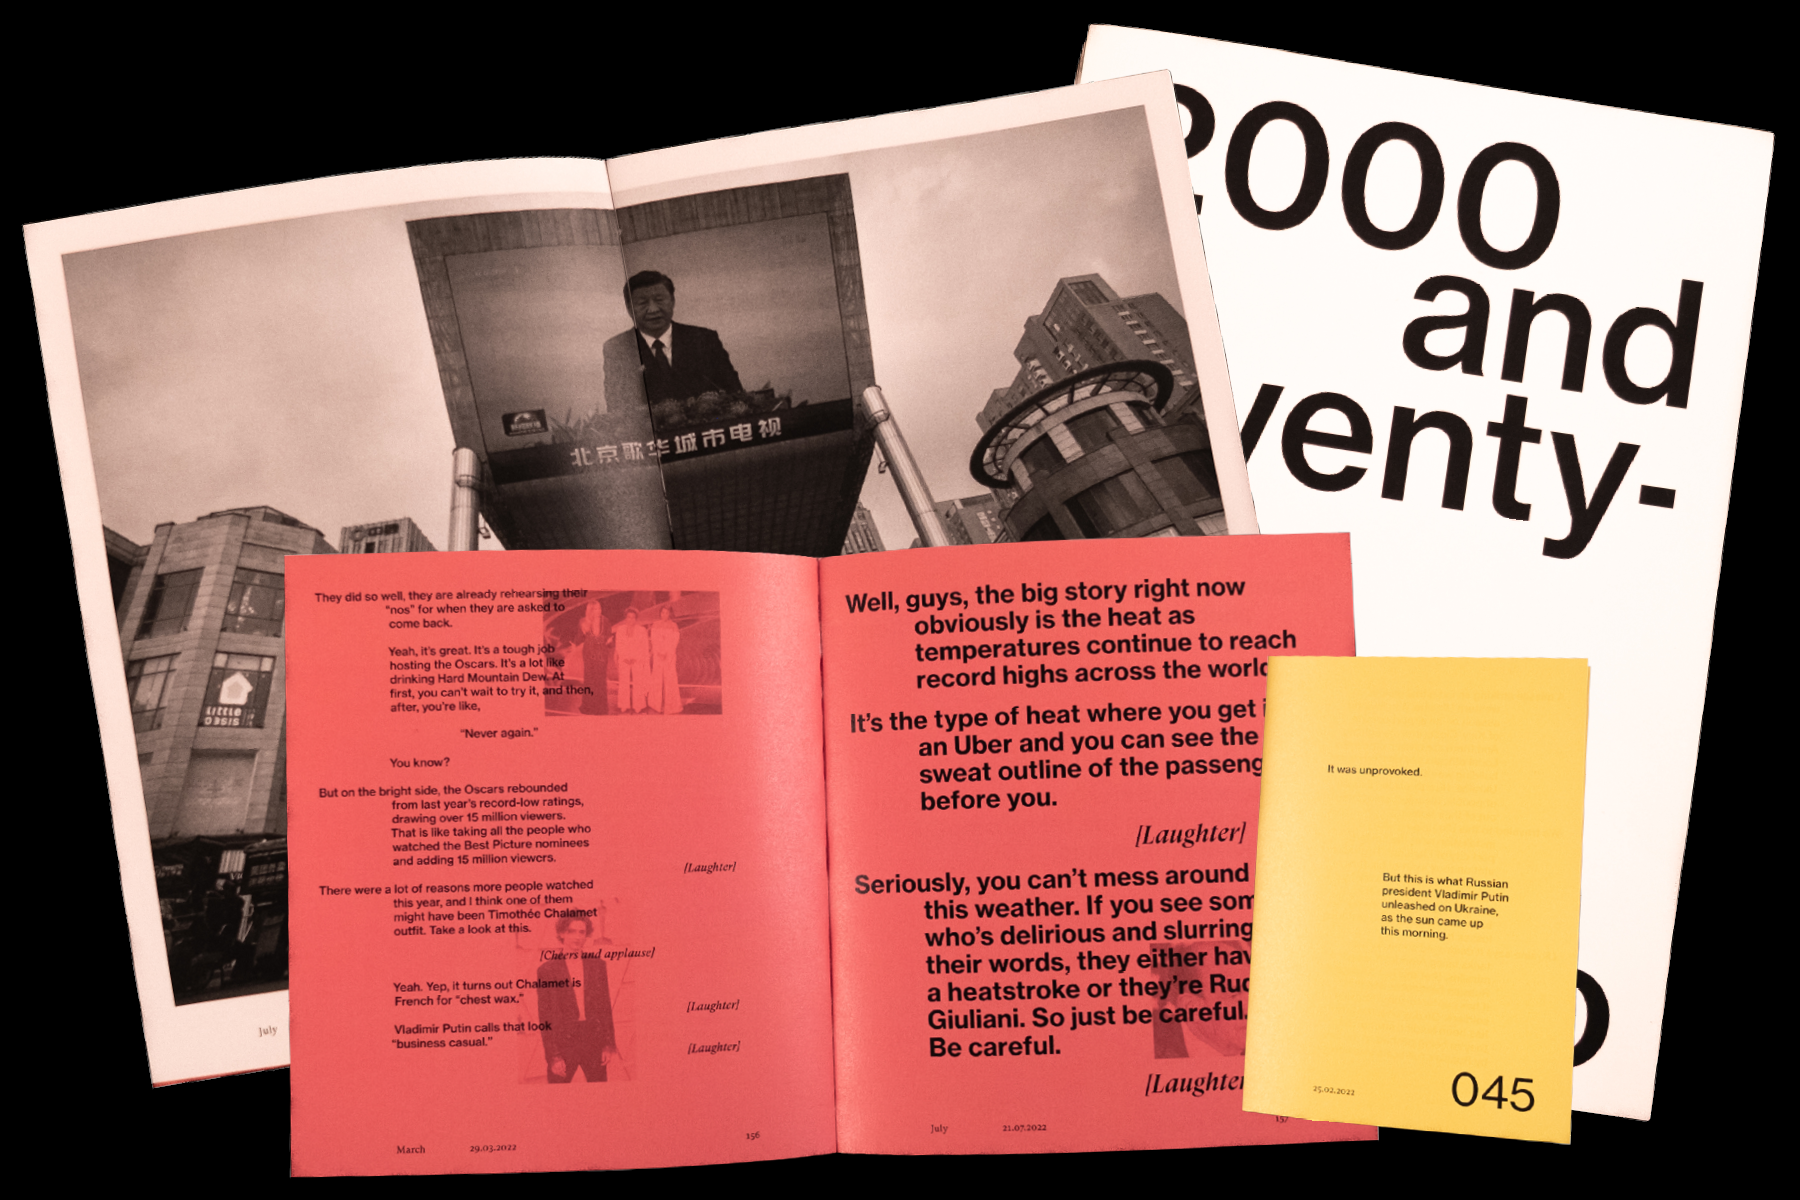 2000
and
venty-
北京歌华城市电视
LITTLE
OASIS
July
They did so well, they are already rehearsing their
“nos” for when they are asked to
come back.
Yeah, it's great. It's a tough job
hosting the Oscars. It's a lot like
drinking Hard Mountain Dew. At
first, you can't wait to try it, and then,
after, you're like,
“Never again.”
You know?
But on the bright side, the Oscars rebounded
from last year's record-low ratings,
drawing over 15 million viewers.
That is like taking all the people who
watched the Best Picture nominees
and adding 15 million viewers.
[Laughter]
There were a lot of reasons more people watched
this year, and I think one of them
might have been Timothée Chalamet
outfit. Take a look at this.
[Cheers and applause]
Yeah. Yep, it turns out Chalamet is
French for “chest wax.”
[Laughter]
Vladimir Putin calls that look
“business casual.”
[Laughter]
March 29.03.2022 156
Well, guys, the big story right now
obviously is the heat as
temperatures continue to reach
record highs across the world
It's the type of heat where you get i
an Uber and you can see the
sweat outline of the passeng
before you.
[Laughter]
Seriously, you can't mess around
this weather. If you see som
who's delirious and slurring
their words, they either hav
a heatstroke or they're Rud
Giuliani. So just be careful.
Be careful.
[Laughter
July 21.07.2022 157
It was unprovoked.
But this is what Russian
president Vladimir Putin
unleashed on Ukraine,
as the sun came up
this morning.
25.02.2022 045